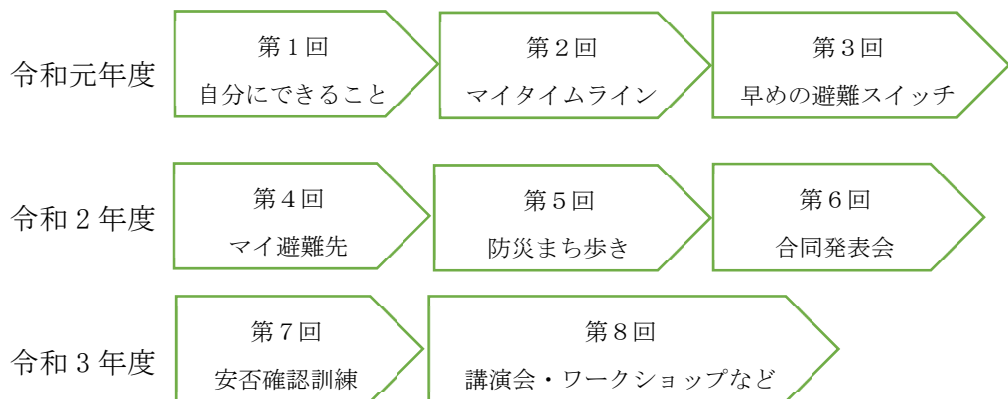 令和元年度
第1回
自分にできること
第2回
マイタイムライン
第3回
早めの避難スイッチ
令和2年度
第4回
マイ避難先
第5回
防災まち歩き
第6回
合同発表会
令和3年度
第7回
安否確認訓練
第8回
講演会・ワークショップなど